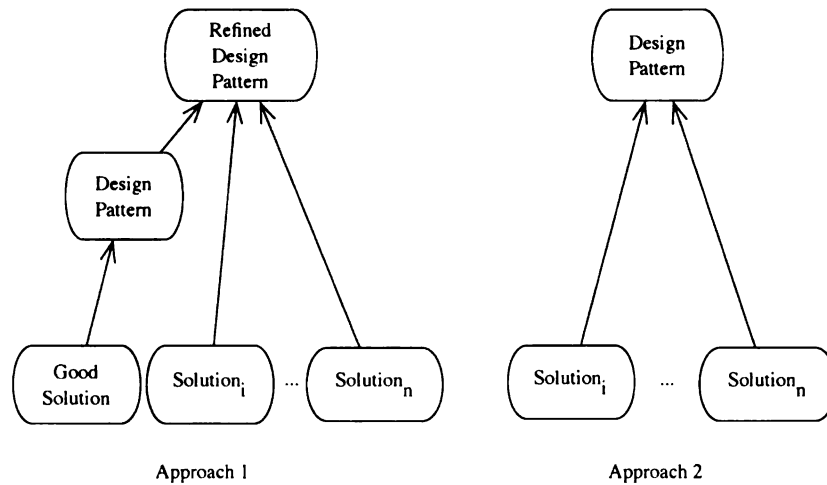 Refined
Design
Pattern
Design
Pattern
Good
Solution
Solution_i
...
Solution_n
Approach 1
Design
Pattern
Solution_i
...
Solution_n
Approach 2